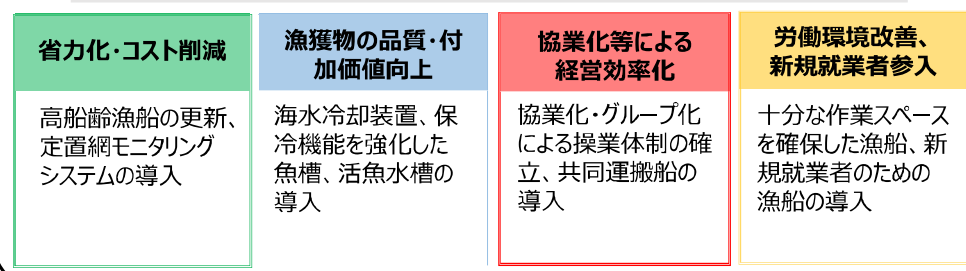 省力化・コスト削減
高船齢漁船の更新、
定置網モニタリング
システムの導入
漁獲物の品質・付
加価値向上
海水冷却装置、保
冷機能を強化した
魚槽、活魚水槽の
導入
協業化等による
経営効率化
協業化・グループ化
による操業体制の確
立、共同運搬船の
導入
労働環境改善、
新規就業者参入
十分な作業スペース
を確保した漁船、新
規就業者のための
漁船の導入